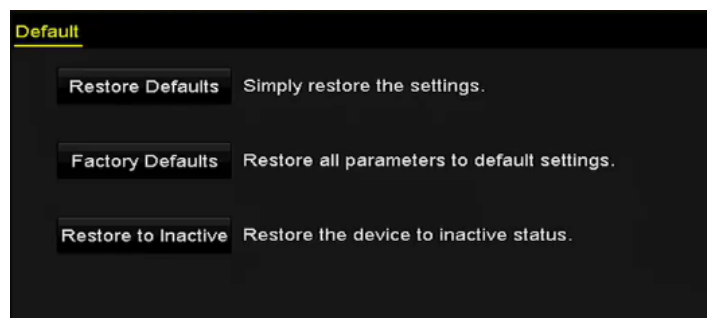 Default
Restore Defaults Simply restore the settings.
Factory Defaults Restore all parameters to default settings.
Restore to Inactive Restore the device to inactive status.